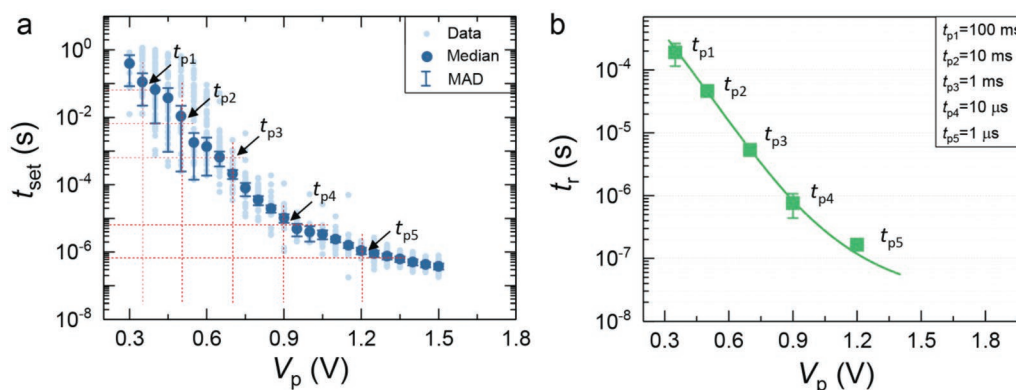 a
10⁰
10⁻²
10⁻⁴
10⁻⁶
10⁻⁸
t_set (s)
0.3 0.6 0.9 1.2 1.5 1.8
V_p (V)
Data
Median
MAD
t_p1
t_p2
t_p3
t_p4
t_p5
b
10⁻⁴
10⁻⁵
10⁻⁶
10⁻⁷
10⁻⁸
t_r (s)
0.3 0.6 0.9 1.2 1.5 1.8
V_p (V)
t_p1
t_p2
t_p3
t_p4
t_p5
t_p1=100 ms
t_p2=10 ms
t_p3=1 ms
t_p4=10 μs
t_p5=1 μs